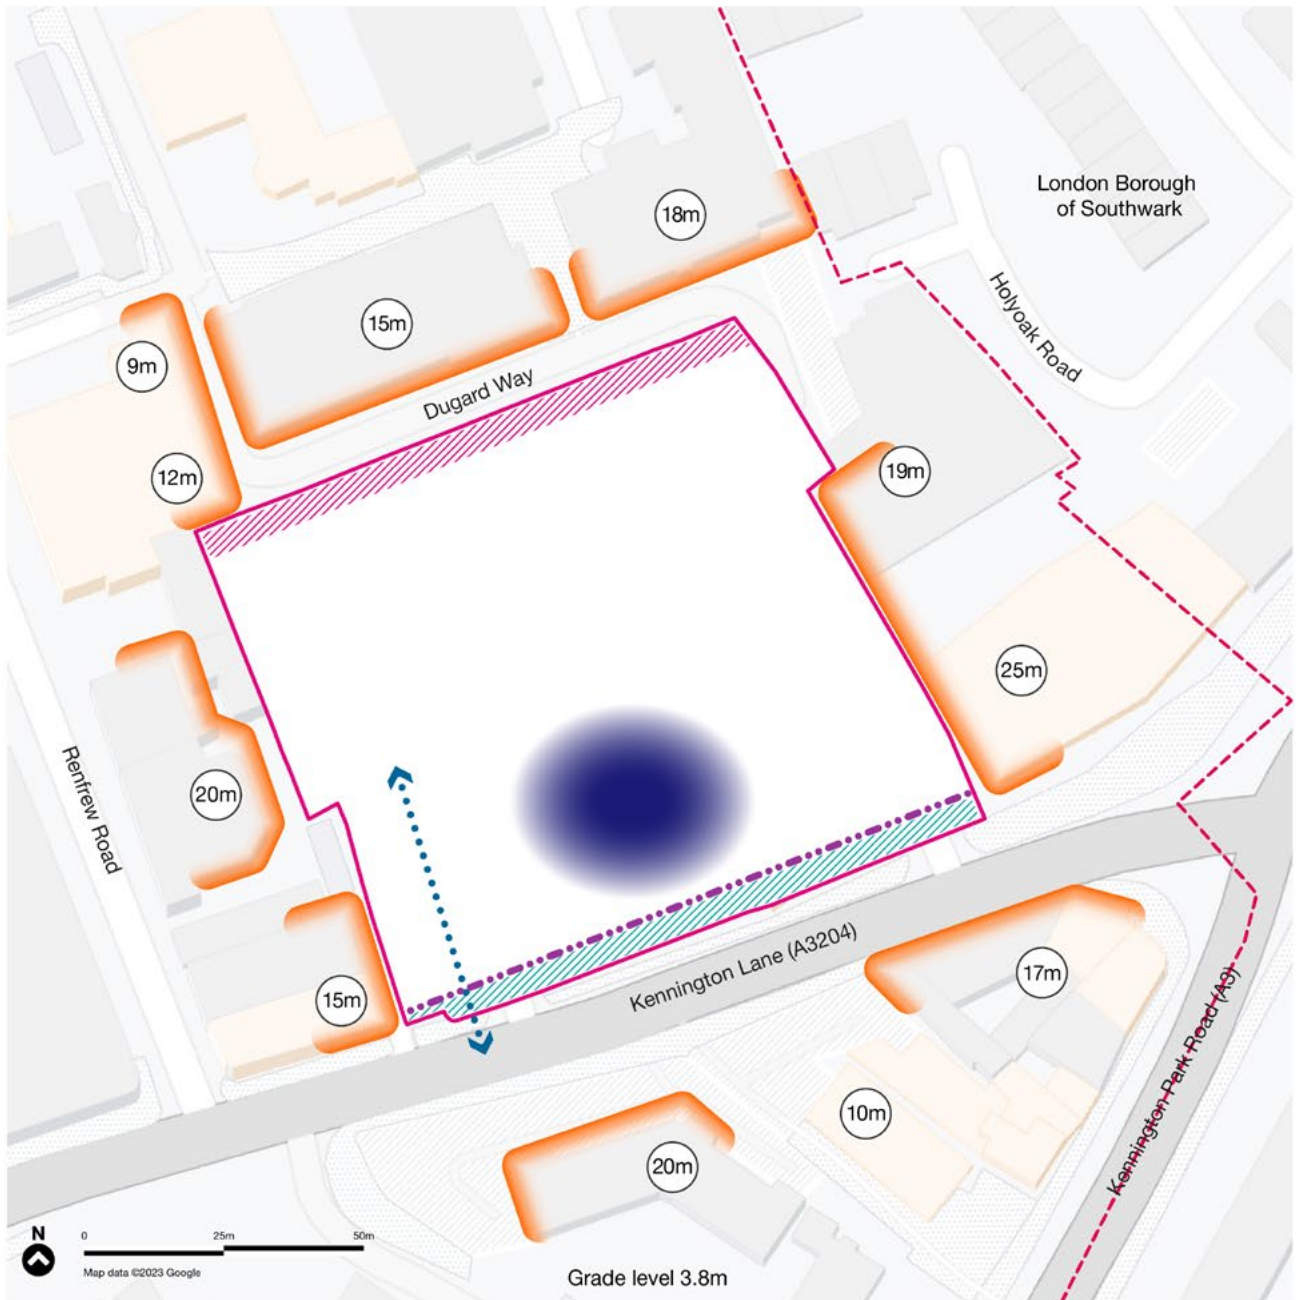 London Borough
of Southwark
18m
Holyoak Road
15m
9m
Dugard Way
12m
19m
25m
Renfrew Road
20m
Kennington Lane (A3204)
17m
15m
Kennington Park Road (A3)
10m
20m
N
0 25m 50m
Map data ©2023 Google
Grade level 3.8m